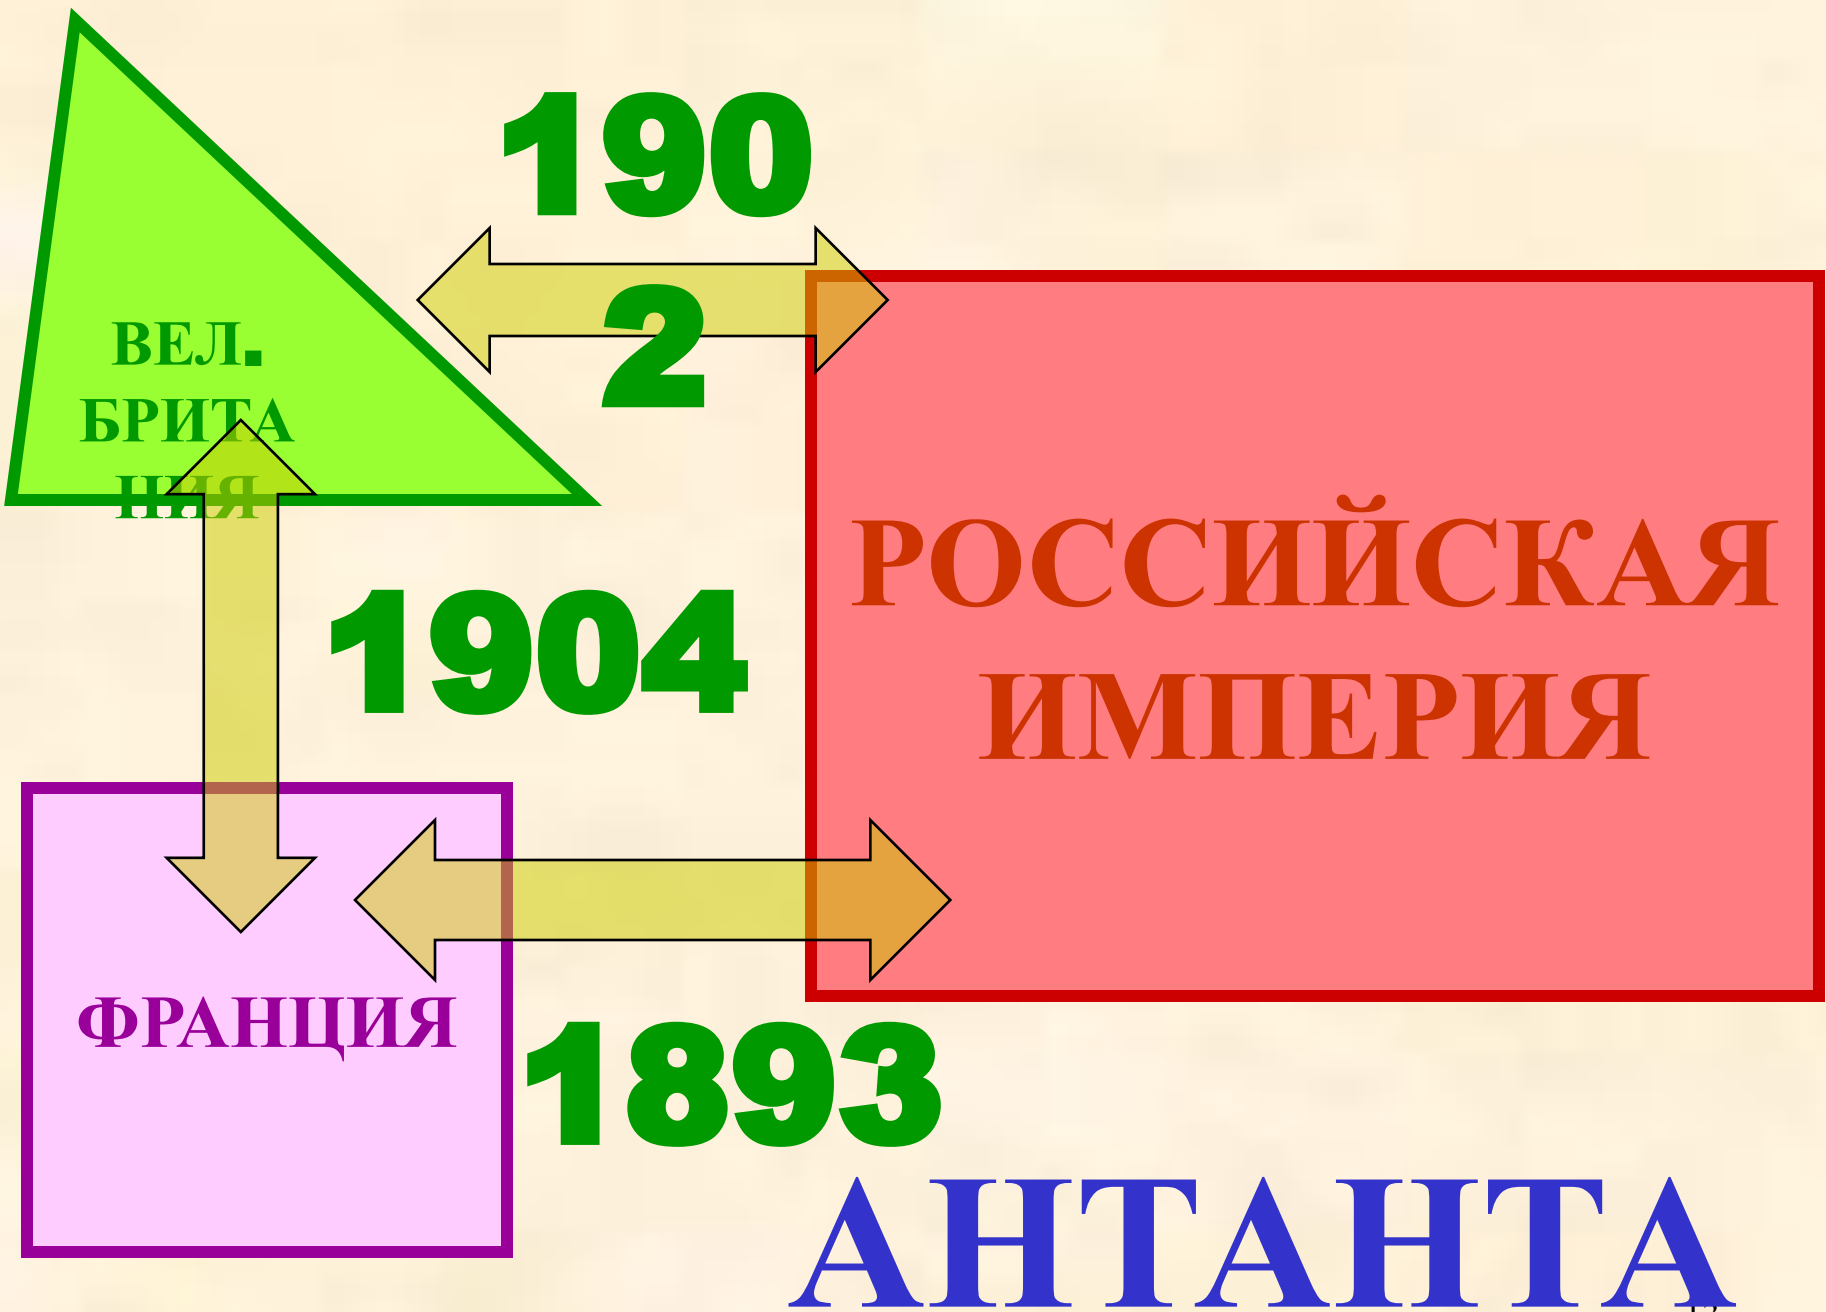 190
2
ВЕЛ.
БРИТА
НИЯ
1904
РОССИЙСКАЯ
ИМПЕРИЯ
ФРАНЦИЯ
1893
АНТАНТА